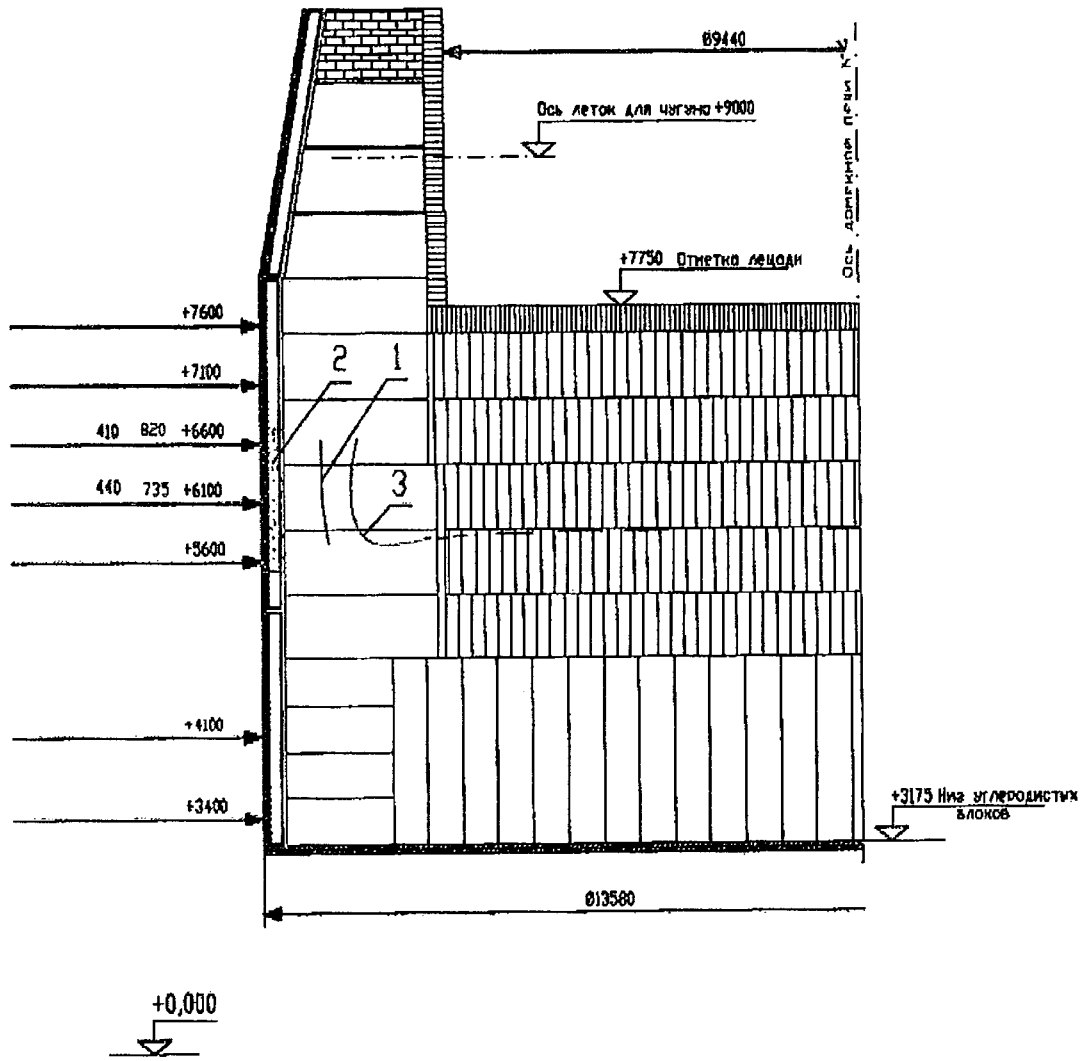 Ø9440
Ось леток для чугуна +9000
Ось доменной печи
+7750 Отметка лещади
+7600
2
1
+7100
410 820 +6600
440 735 +6100
3
+5600
+4100
+3400
+3175 Низ углеродистых
блоков
Ø13580
+0,000